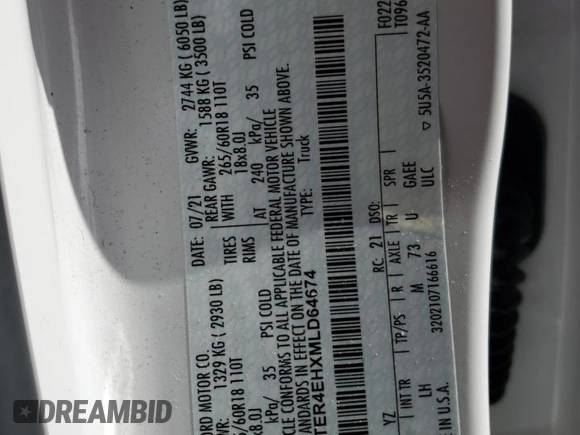 ORD MOTOR CO. DATE: 07/21 GVWR: 2744 KG ( 6050 LB)
1329 KG ( 2930 LB) REAR GAWR: 1588 KG ( 3500 LB)
5/60R18 110T TIRES WITH 265/60R18 110T
8.0J RIMS 18x8.0J
kPa/ 35 PSI COLD AT 240 kPa/ 35 PSI COLD
CLE CONFORMS TO ALL APPLICABLE FEDERAL MOTOR VEHICLE
ANDARDS IN EFFECT ON THE DATE OF MANUFACTURE SHOWN ABOVE.
TER4EHXMLD64674 TYPE: Truck
F022
T096
RC: 21 DSO:
YZ
INT TR TP/PS R AXLE TR SPR
LH M 73 U GAEE
ULC
E IN U.S.A. 3202107166616 ▽ 5U5A-3520472-AA
DREAMBID